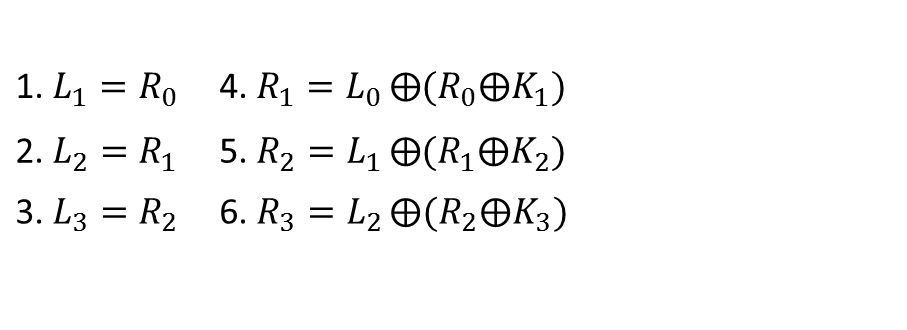 1. L₁ = R₀ 4. R₁ = L₀ ⊕(R₀⊕K₁)
2. L₂ = R₁ 5. R₂ = L₁ ⊕(R₁⊕K₂)
3. L₃ = R₂ 6. R₃ = L₂ ⊕(R₂⊕K₃)